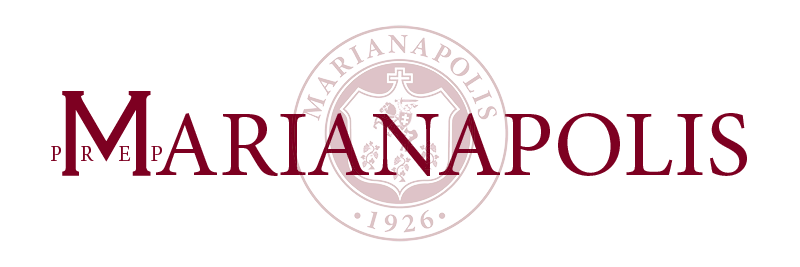 MARIANAPOLIS
PREP
MARIANAPOLIS
• 1926 •